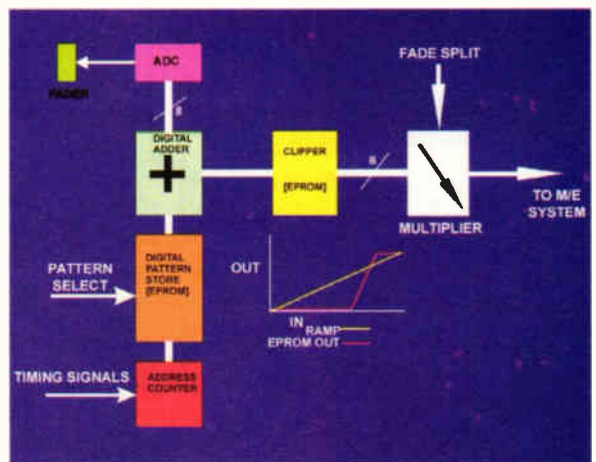 ADC
FADE SPLIT
FADER
8
DIGITAL
ADDER
+
CLIPPER
[EPROM]
8
TO M/E
SYSTEM
MULTIPLIER
DIGITAL
PATTERN
STORE
[EPROM]
PATTERN
SELECT
OUT
IN
RAMP
EPROM OUT
TIMING SIGNALS
ADDRESS
COUNTER